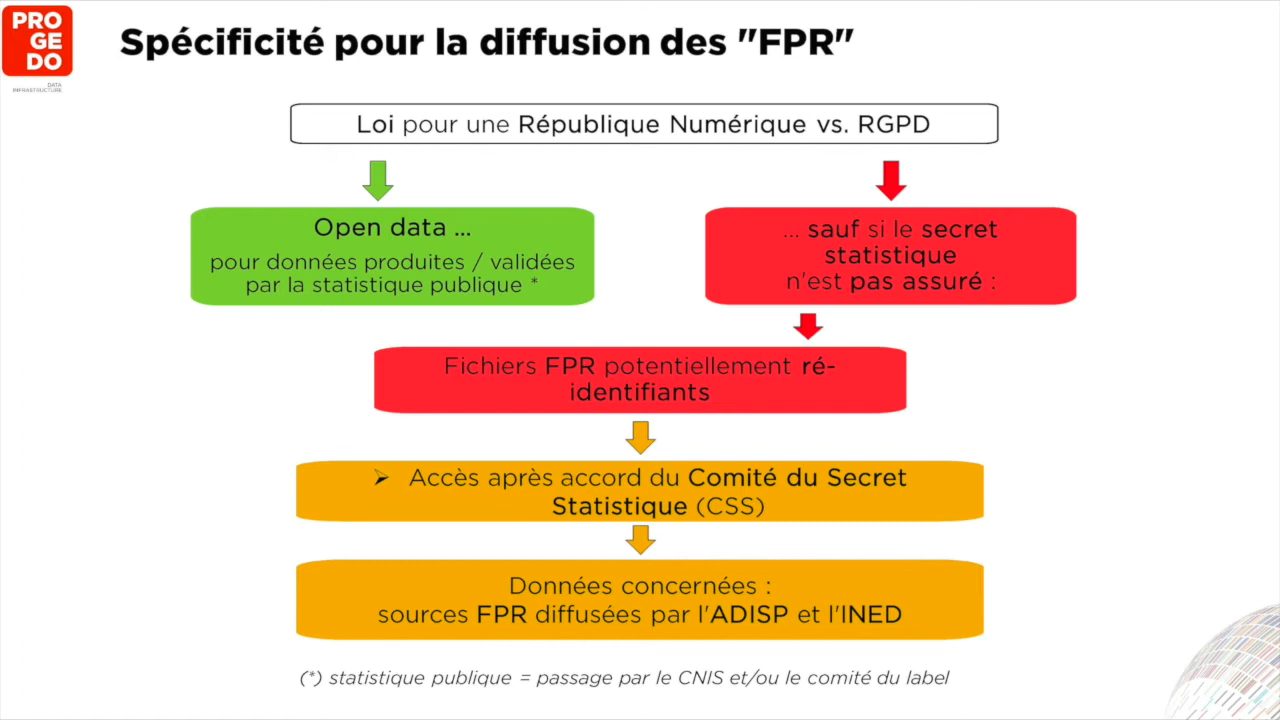 PRO
GE
DO
DATA
INFRASTRUCTURE
Spécificité pour la diffusion des "FPR"
Loi pour une République Numérique vs. RGPD
Open data ...
pour données produites / validées
par la statistique publique *
... sauf si le secret
statistique
n'est pas assuré :
Fichiers FPR potentiellement ré-
identifiants
➢ Accès après accord du Comité du Secret
Statistique (CSS)
Données concernées :
sources FPR diffusées par l'ADISP et l'INED
(*) statistique publique = passage par le CNIS et/ou le comité du label